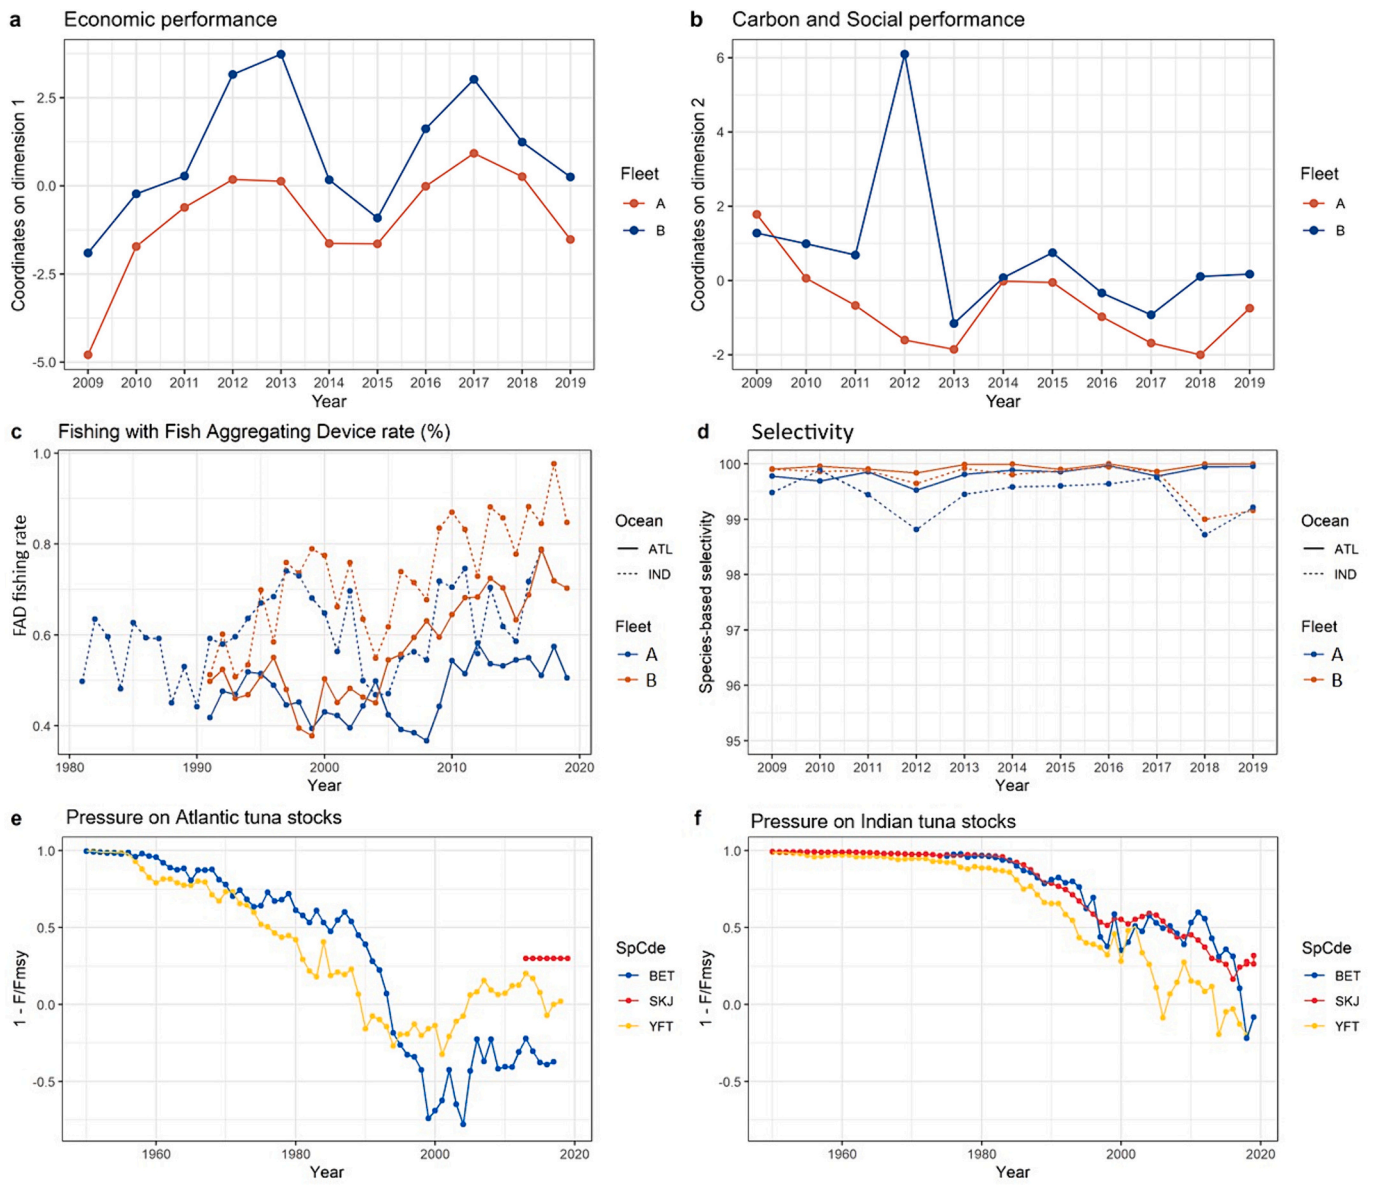 a Economic performance
Coordinates on dimension 1
2.5
0.0
-2.5
-5.0
2009 2010 2011 2012 2013 2014 2015 2016 2017 2018 2019
Year
Fleet
A
B
b Carbon and Social performance
Coordinates on dimension 2
6
4
2
0
-2
2009 2010 2011 2012 2013 2014 2015 2016 2017 2018 2019
Year
Fleet
A
B
c Fishing with Fish Aggregating Device rate (%)
FAD fishing rate
1.0
0.8
0.6
0.4
1980 1990 2000 2010 2020
Year
Ocean
ATL
IND
Fleet
A
B
d Selectivity
Species-based selectivity
100
99
98
97
96
95
2009 2010 2011 2012 2013 2014 2015 2016 2017 2018 2019
Year
Ocean
ATL
IND
Fleet
A
B
e Pressure on Atlantic tuna stocks
1 - F/Fmsy
1.0
0.5
0.0
-0.5
1960 1980 2000 2020
Year
SpCde
BET
SKJ
YFT
f Pressure on Indian tuna stocks
1 - F/Fmsy
1.0
0.5
0.0
-0.5
1960 1980 2000 2020
Year
SpCde
BET
SKJ
YFT